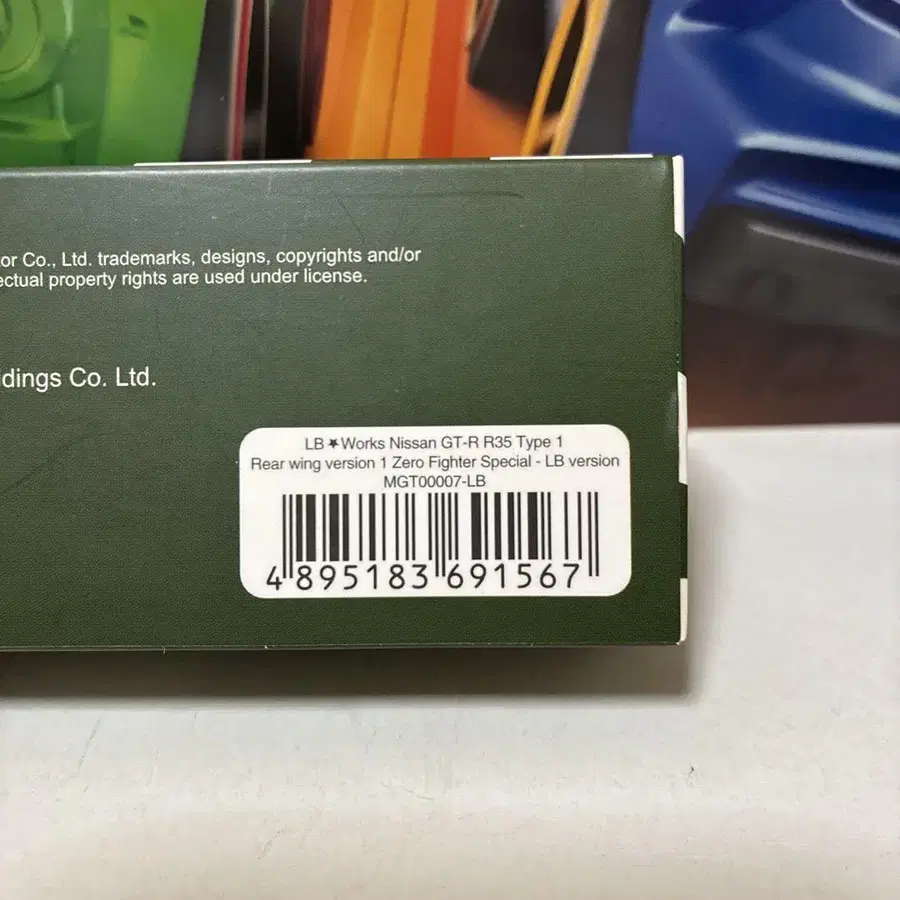 or Co., Ltd. trademarks, designs, copyrights and/or
ectual property rights are used under license.
dings Co. Ltd.
LB★Works Nissan GT-R R35 Type 1
Rear wing version 1 Zero Fighter Special - LB version
MGT00007-LB
4 895183 691567